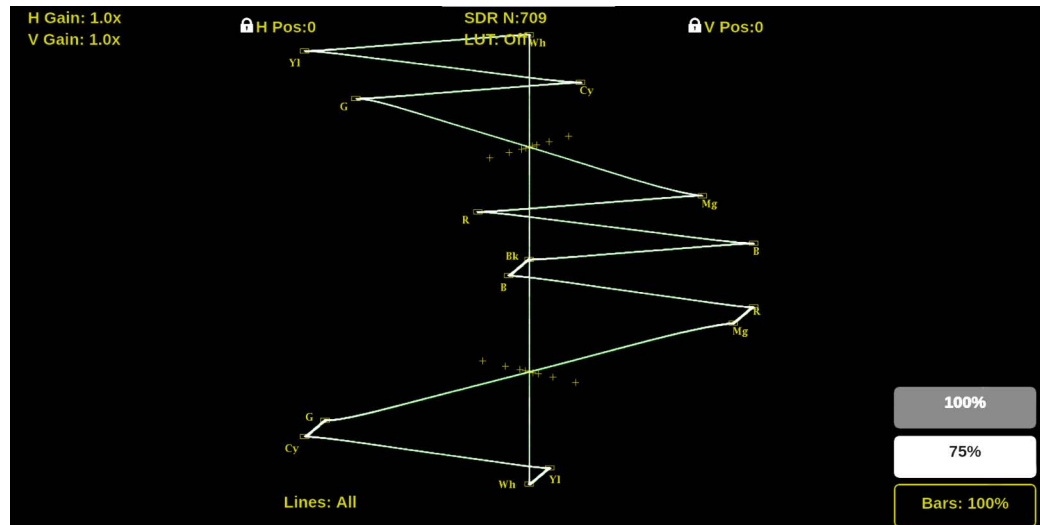 H Gain: 1.0x
V Gain: 1.0x
H Pos:0
SDR N:709
LUT: Off
V Pos:0
Wh
Yl
Cy
G
Mg
R
B
Bk
B
R
Mg
G
Cy
Wh
Yl
Lines: All
100%
75%
Bars: 100%